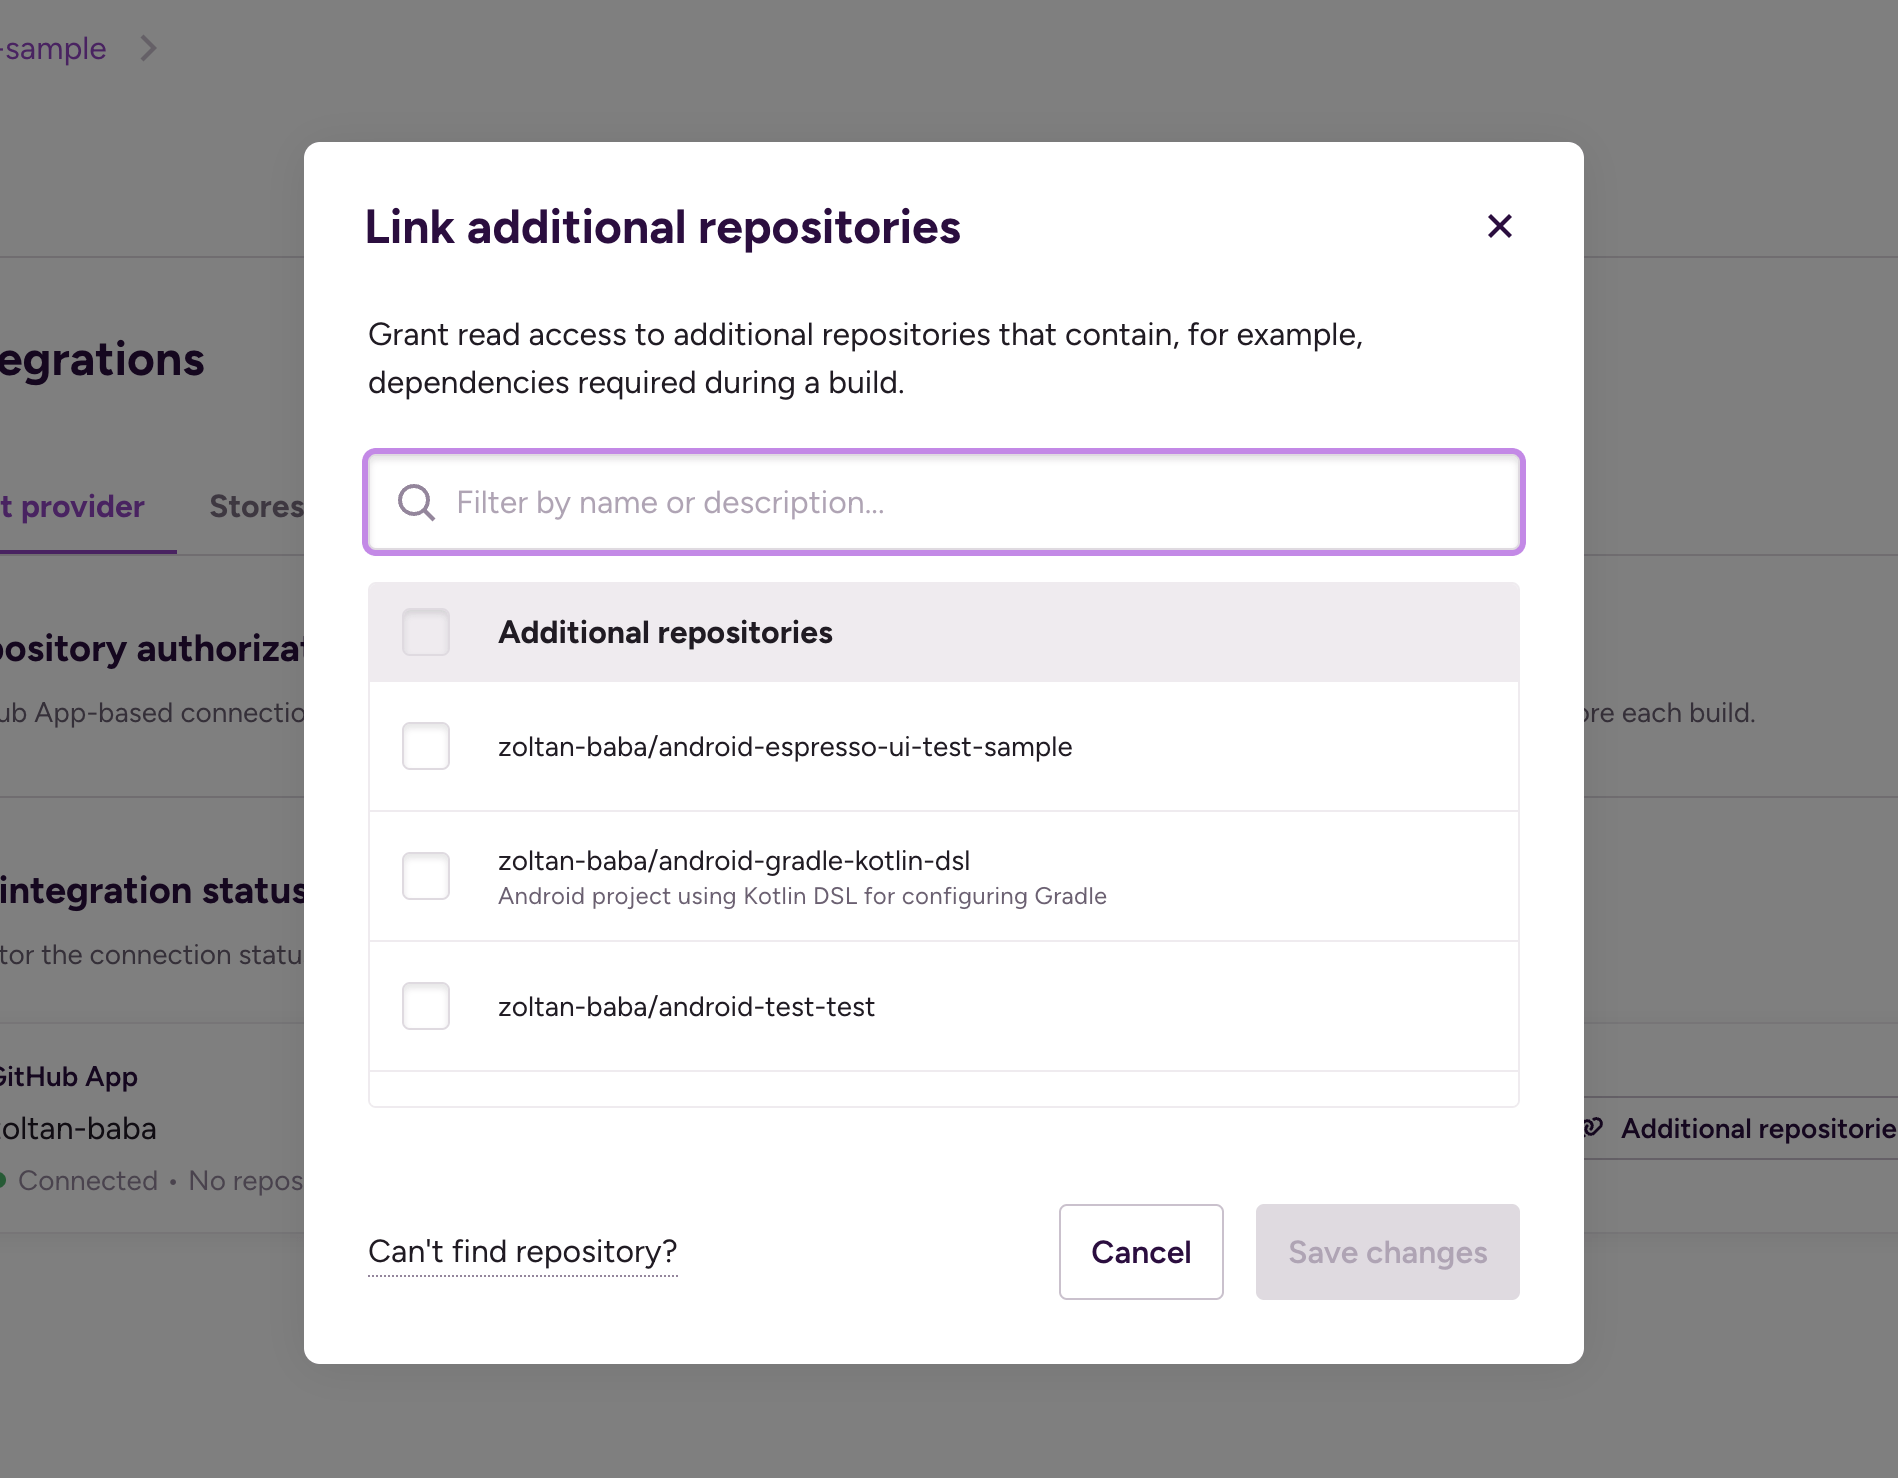 -sample
Link additional repositories
Grant read access to additional repositories that contain, for example,
dependencies required during a build.
egrations
t provider
Stores
Filter by name or description...
Additional repositories
ository authorizat
ub App-based connectio
ore each build.
zoltan-baba/android-espresso-ui-test-sample
zoltan-baba/android-gradle-kotlin-dsl
Android project using Kotlin DSL for configuring Gradle
integration status
tor the connection statu
zoltan-baba/android-test-test
GitHub App
oltan-baba
Connected • No repos
Additional repositorie
Can't find repository?
Cancel
Save changes